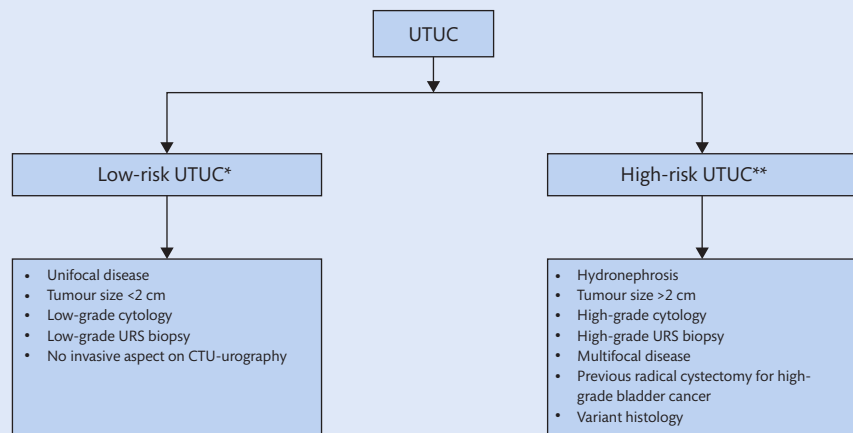 UTUC
Low-risk UTUC*
High-risk UTUC**
• Unifocal disease
• Tumour size <2 cm
• Low-grade cytology
• Low-grade URS biopsy
• No invasive aspect on CTU-urography
• Hydronephrosis
• Tumour size >2 cm
• High-grade cytology
• High-grade URS biopsy
• Multifocal disease
• Previous radical cystectomy for high-
grade bladder cancer
• Variant histology